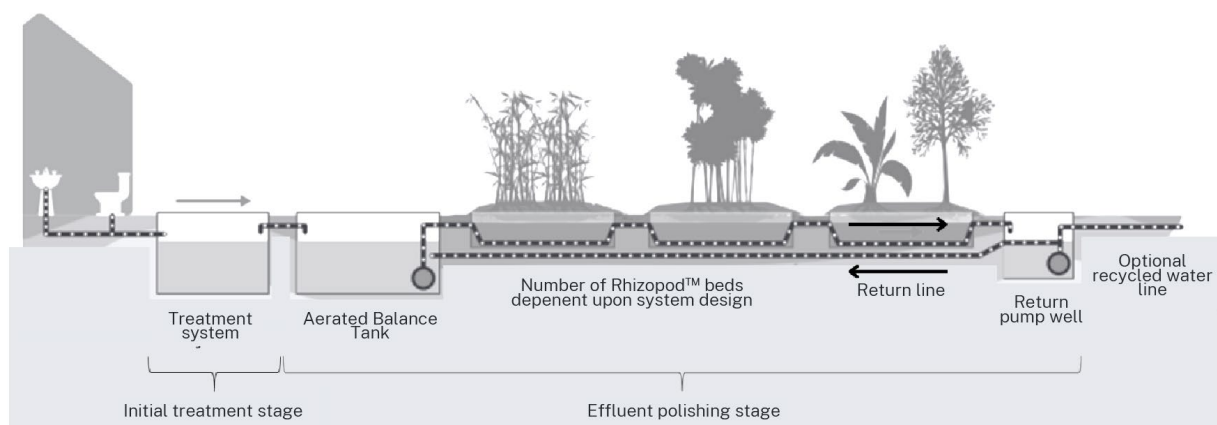 Treatment
system
Aerated Balance
Tank
Number of Rhizopod™ beds
depenent upon system design
Return line
Return
pump well
Optional
recycled water
line
Initial treatment stage
Effluent polishing stage